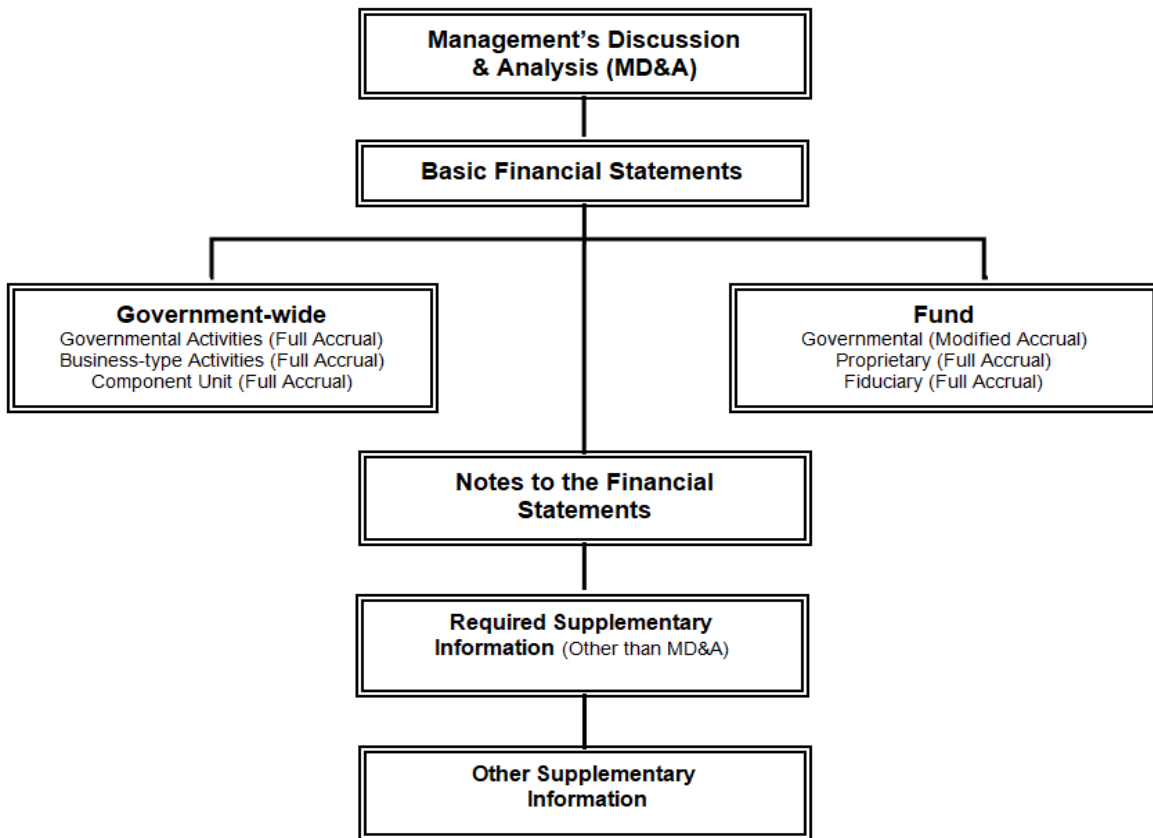 Management’s Discussion
& Analysis (MD&A)
Basic Financial Statements
Government-wide
Governmental Activities (Full Accrual)
Business-type Activities (Full Accrual)
Component Unit (Full Accrual)
Fund
Governmental (Modified Accrual)
Proprietary (Full Accrual)
Fiduciary (Full Accrual)
Notes to the Financial
Statements
Required Supplementary
Information (Other than MD&A)
Other Supplementary
Information